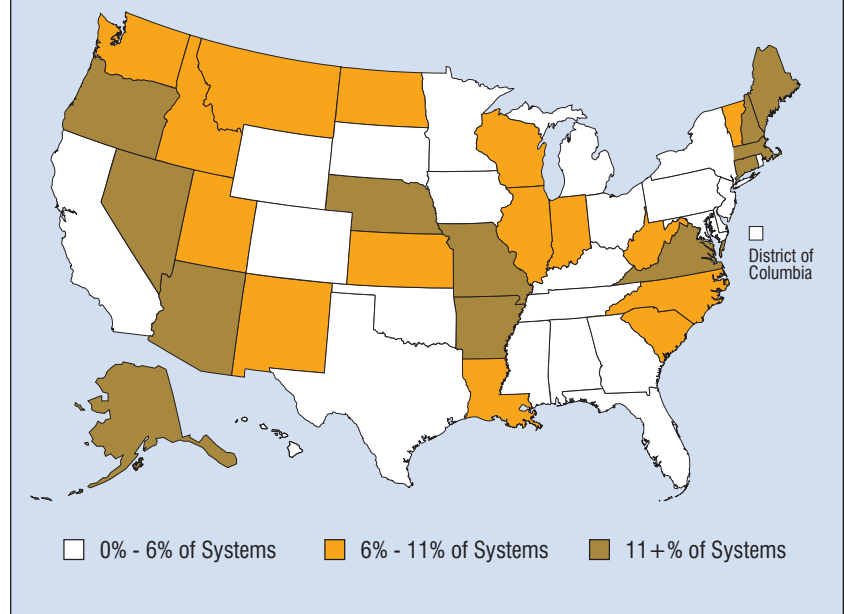 District of
Columbia
0% - 6% of Systems
6% - 11% of Systems
11+% of Systems